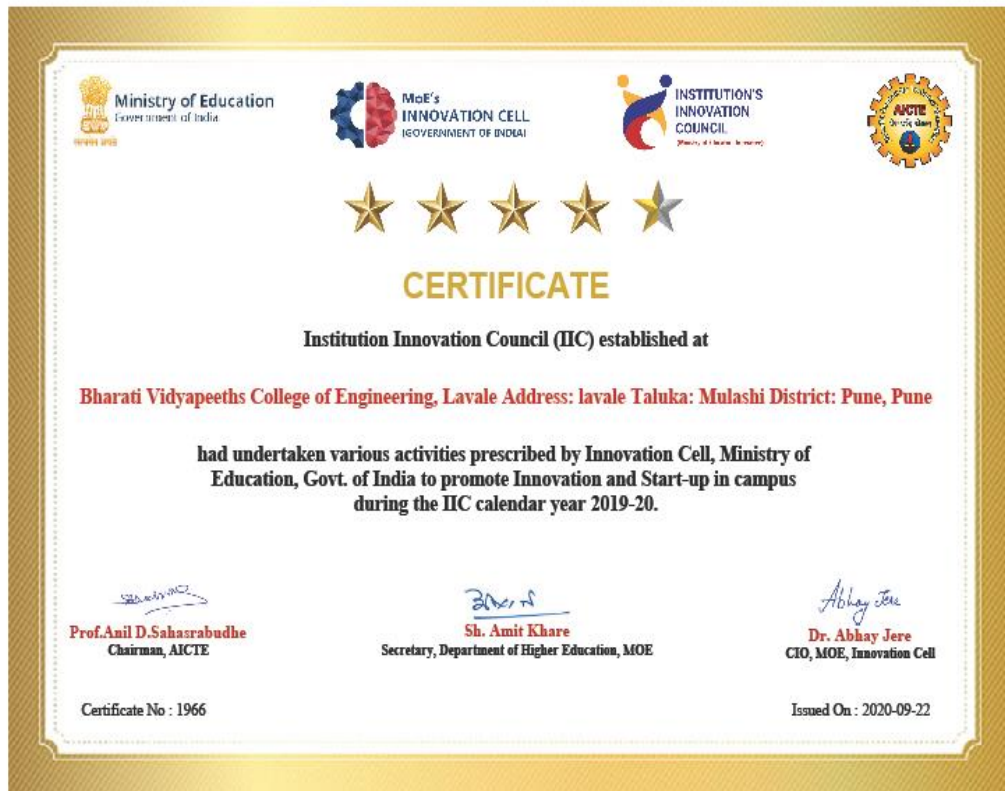 Ministry of Education
Government of India
MoE's
INNOVATION CELL
(GOVERNMENT OF INDIA)
INSTITUTION'S
INNOVATION
COUNCIL
AICTE
CERTIFICATE
Institution Innovation Council (IIC) established at
Bharati Vidyapeeths College of Engineering, Lavale Address: lavale Taluka: Mulashi District: Pune, Pune
had undertaken various activities prescribed by Innovation Cell, Ministry of
Education, Govt. of India to promote Innovation and Start-up in campus
during the IIC calendar year 2019-20.
Abhay Jere
Prof.Anil D.Sahasrabudhe
Chairman, AICTE
Sh. Amit Khare
Secretary, Department of Higher Education, MOE
Dr. Abhay Jere
CIO, MOE, Innovation Cell
Certificate No : 1966
Issued On : 2020-09-22